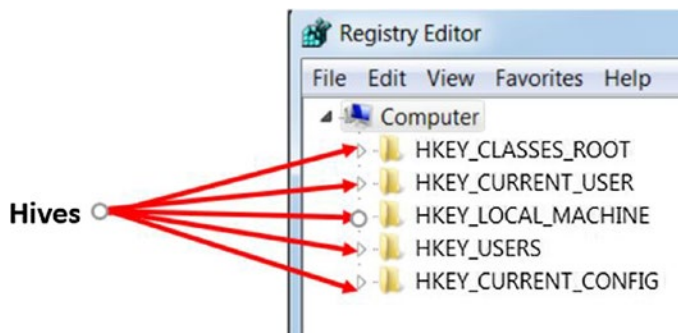 Registry Editor
File Edit View Favorites Help
Computer
HKEY_CLASSES_ROOT
HKEY_CURRENT_USER
Hives
HKEY_LOCAL_MACHINE
HKEY_USERS
HKEY_CURRENT_CONFIG